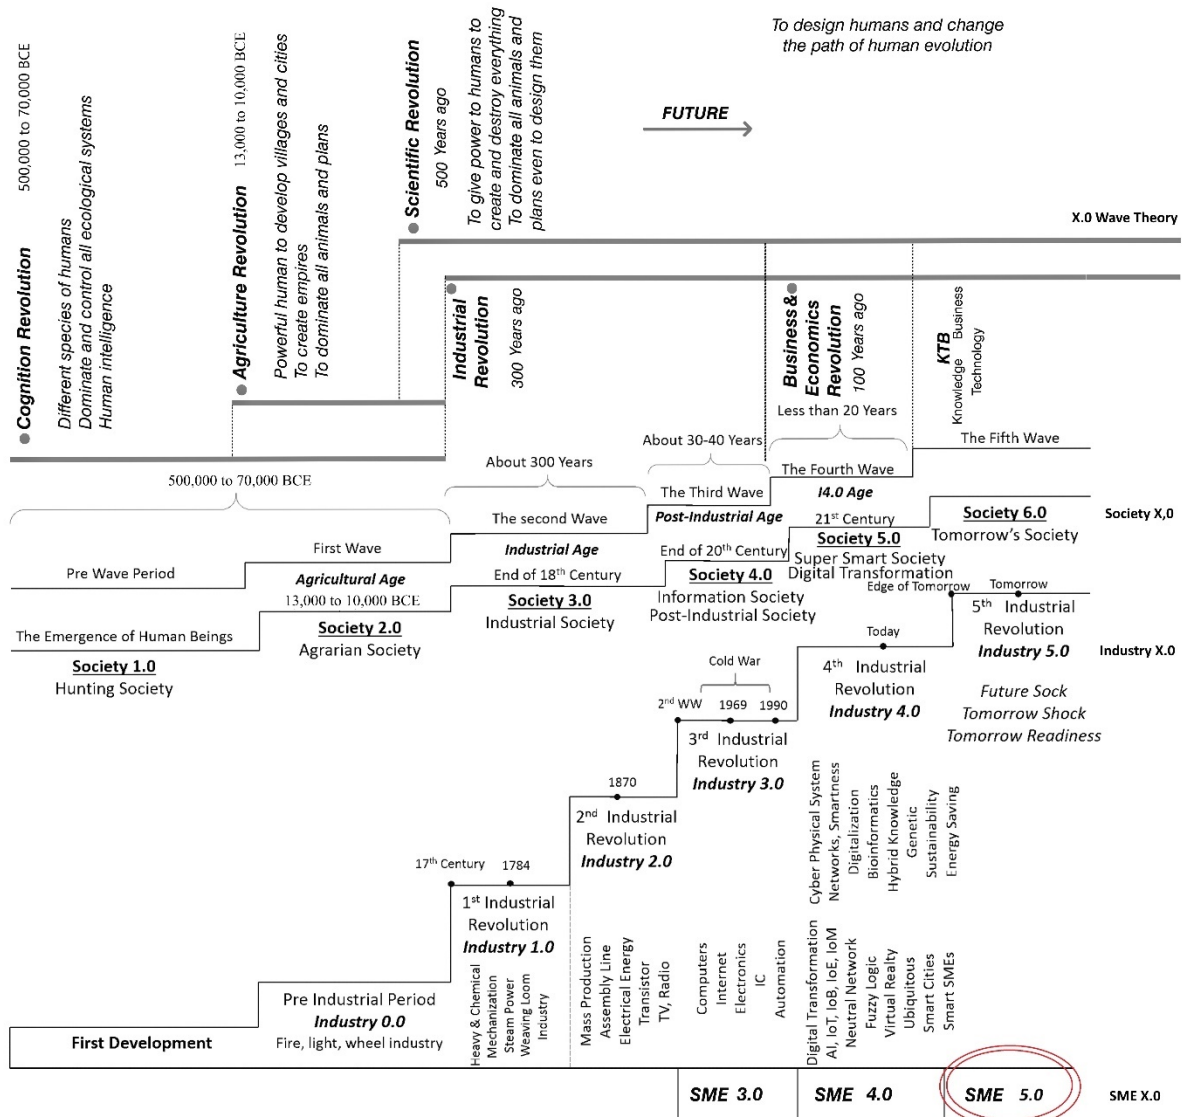 Cognition Revolution 500,000 to 70,000 BCE
Different species of humans
Dominate and control all ecological systems
Human intelligence
Agriculture Revolution 13,000 to 10,000 BCE
Powerful human to develop villages and cities
To create empires
To dominate all animals and plans
Scientific Revolution
500 Years ago
To give power to humans to
create and destroy everything
To dominate all animals and
plans even to design them
To design humans and change
the path of human evolution
FUTURE
X.0 Wave Theory
Industrial
Revolution
300 Years ago
Business &
Economics
Revolution
100 Years ago
KTB
Knowledge Business
Technology
Less than 20 Years
About 30-40 Years
About 300 Years
500,000 to 70,000 BCE
Pre Wave Period
First Wave
The second Wave
The Third Wave
The Fourth Wave
The Fifth Wave
Agricultural Age
Industrial Age
Post-Industrial Age
I4.0 Age
The Emergence of Human Beings
Society 1.0
Hunting Society
13,000 to 10,000 BCE
Society 2.0
Agrarian Society
End of 18th Century
Society 3.0
Industrial Society
End of 20th Century
Society 4.0
Information Society
Post-Industrial Society
21st Century
Society 5.0
Super Smart Society
Digital Transformation
Society 6.0
Tomorrow's Society
Society X,0
First Development
Pre Industrial Period
Industry 0.0
Fire, light, wheel industry
17th Century
1784
1st Industrial
Revolution
Industry 1.0
Heavy & Chemical
Mechanization
Steam Power
Weaving Loom
Industry
1870
2nd Industrial
Revolution
Industry 2.0
Mass Production
Assembly Line
Electrical Energy
Transistor
TV, Radio
Cold War
2nd WW
1969
1990
3rd Industrial
Revolution
Industry 3.0
Computers
Internet
Electronics
IC
Automation
Today
4th Industrial
Revolution
Industry 4.0
Cyber Physical System
Networks, Smartness
Digitalization
Bioinformatics
Hybrid Knowledge
Genetic
Sustainability
Energy Saving
Digital Transformation
AI, IoT, IoB, IoE, IoM
Neutral Network
Fuzzy Logic
Virtual Realty
Ubiquitous
Smart Cities
Smart SMEs
Edge of Tomorrow
Tomorrow
5th Industrial
Revolution
Industry 5.0
Future Sock
Tomorrow Shock
Tomorrow Readiness
Industry X.0
SME 3.0
SME 4.0
SME 5.0
SME X.0